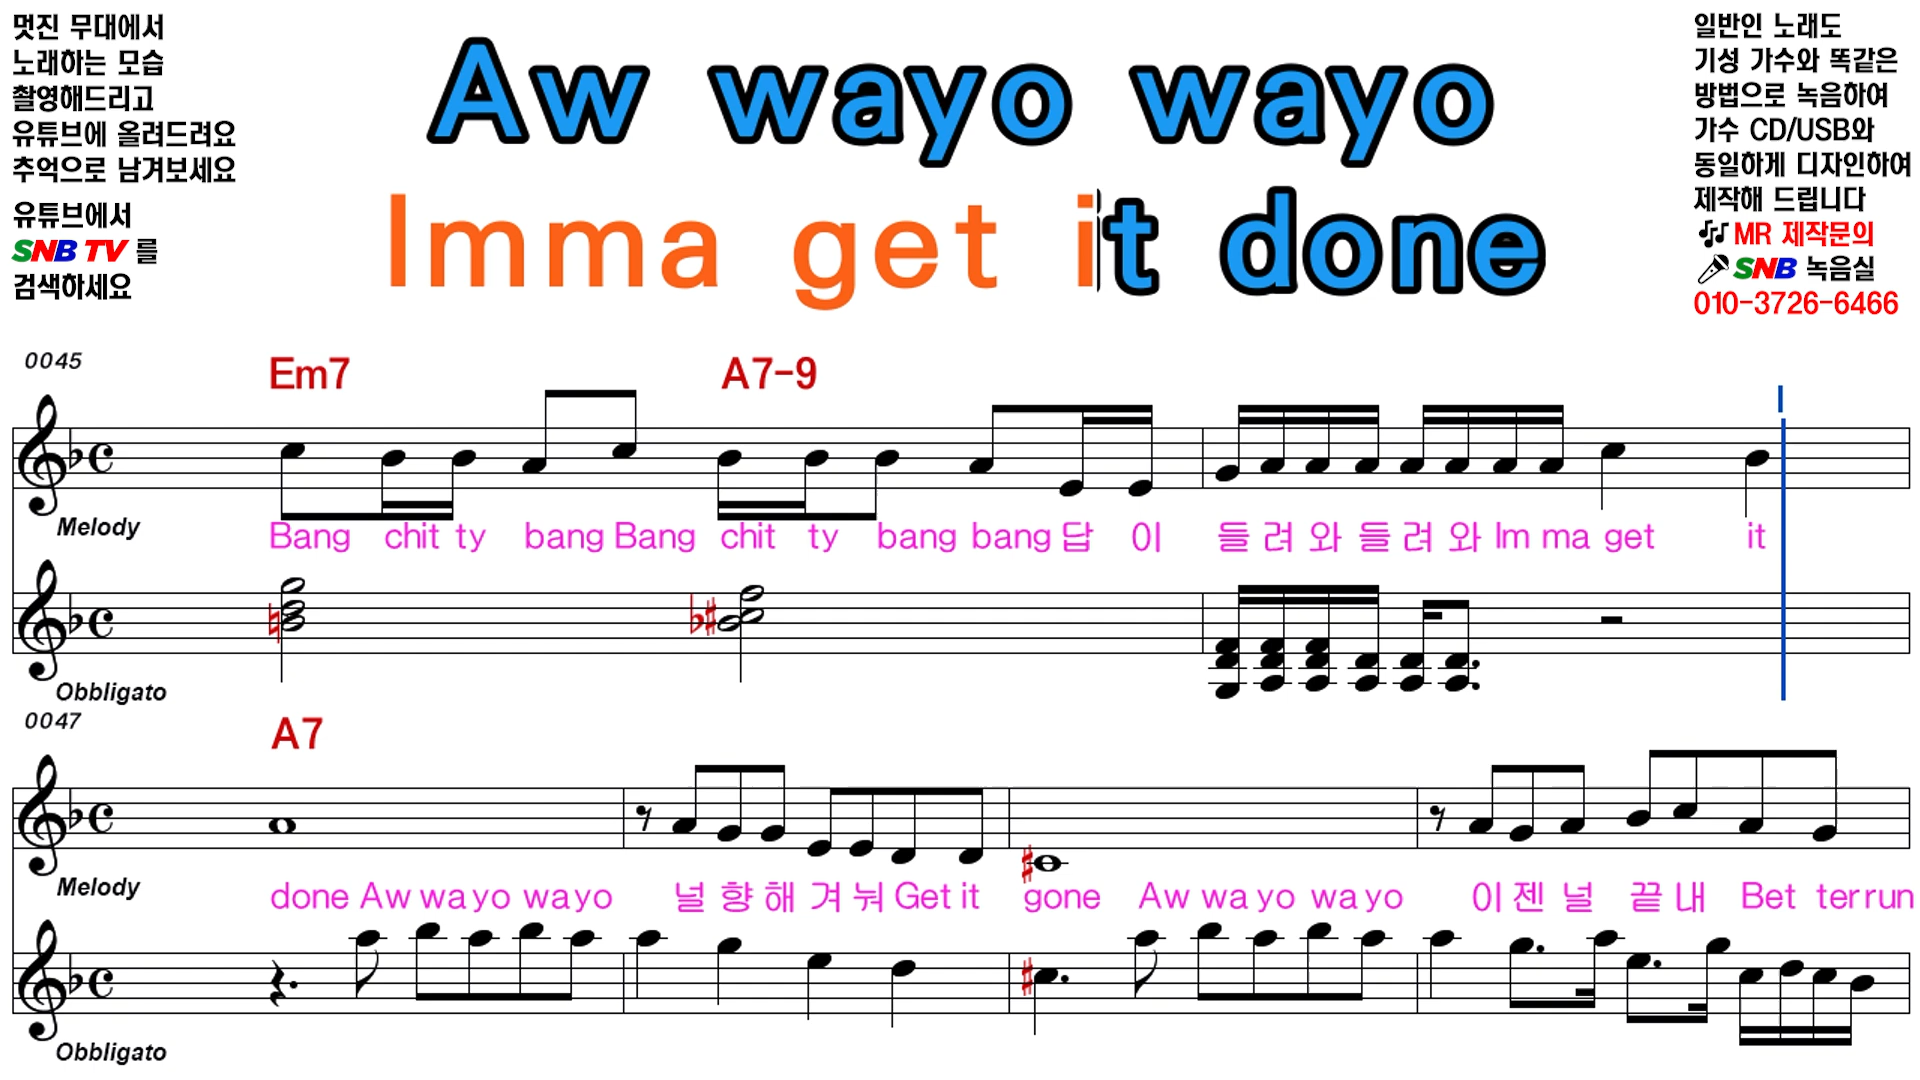 멋진 무대에서
노래하는 모습
촬영해드리고
유튜브에 올려드려요
추억으로 남겨보세요
유튜브에서
SNB TV 를
검색하세요
Aw wayo wayo
Imma get it done
일반인 노래도
기성 가수와 똑같은
방법으로 녹음하여
가수 CD/USB와
동일하게 디자인하여
제작해 드립니다
MR 제작문의
SNB 녹음실
010-3726-6466
0045
Em7 A7-9
Melody
Bang chit ty bang Bang chit ty bang bang 답 이 들 려 와 들 려 와 Im ma get it
Obbligato
0047
A7
Melody
done Aw wa yo wa yo 널 향 해 겨 눠 Get it gone Aw wa yo wa yo 이 젠 널 끝 내 Bet ter run
Obbligato